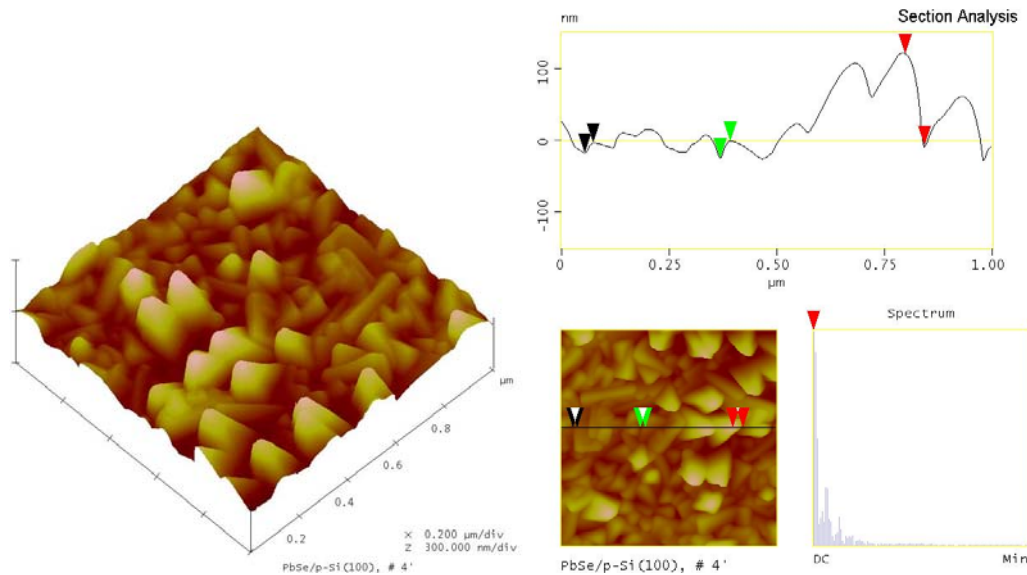 nm
Section Analysis
100
0
-100
0
0.25
0.50
0.75
1.00
µm
µm
0.8
0.6
0.4
0.2
X 0.200 µm/div
Z 300.000 nm/div
PbSe/p-Si(100), # 4'
PbSe/p-Si(100), # 4'
Spectrum
DC
Min